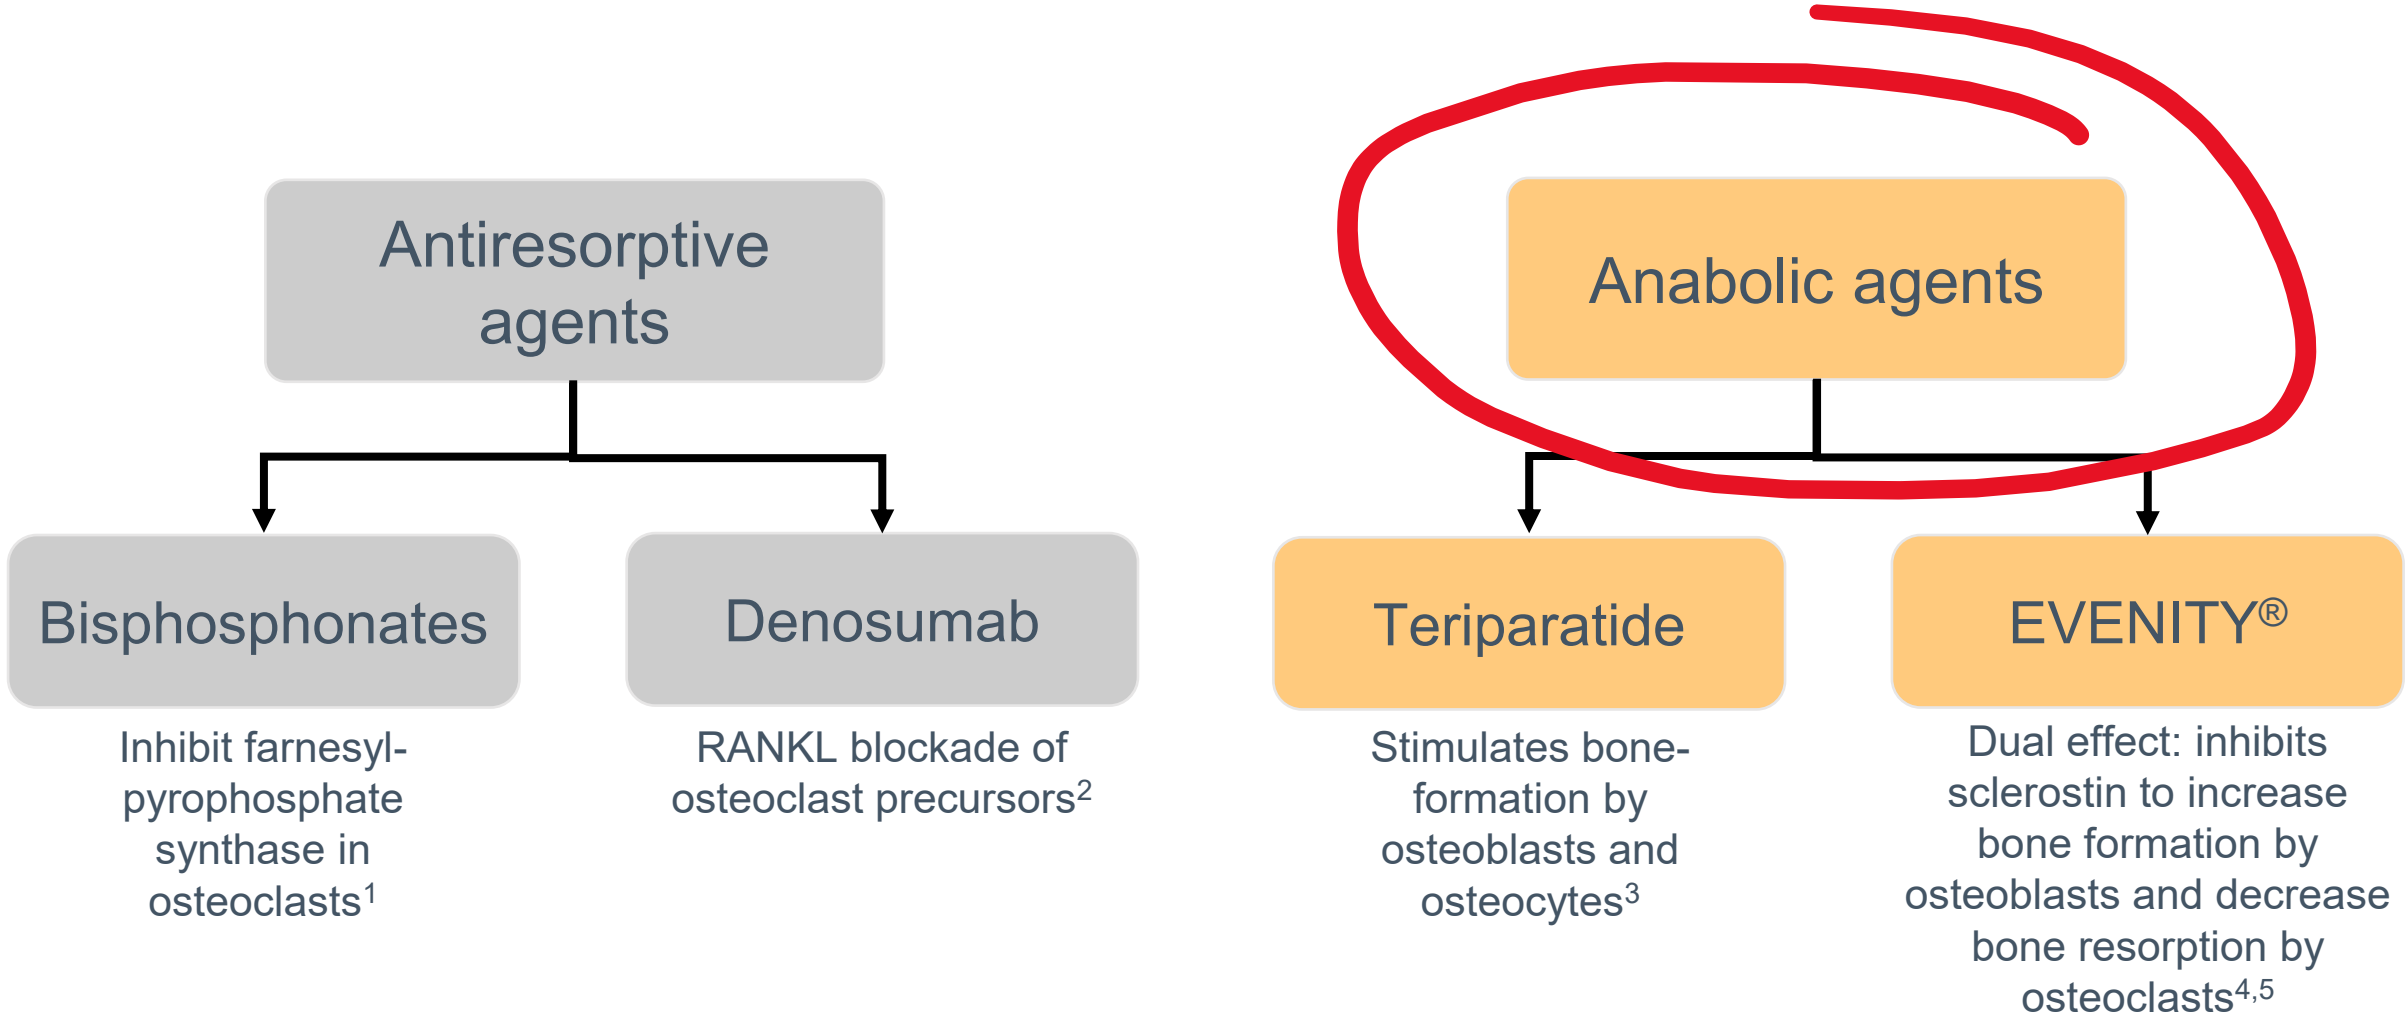 Antiresorptive
agents
Anabolic agents
Bisphosphonates
Denosumab
Teriparatide
EVENITY®
Inhibit farnesyl-
pyrophosphate
synthase in
osteoclasts1
RANKL blockade of
osteoclast precursors2
Stimulates bone-
formation by
osteoblasts and
osteocytes3
Dual effect: inhibits
sclerostin to increase
bone formation by
osteoblasts and decrease
bone resorption by
osteoclasts4,5